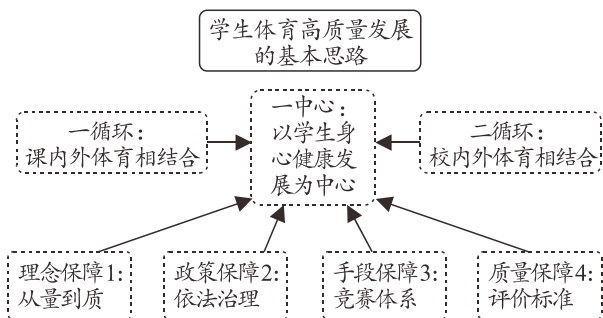 学生体育高质量发展
的基本思路
一中心：
以学生身
心健康发
展为中心
一循环：
课内外体育相结合
二循环：
校内外体育相结合
理念保障1：
从量到质
政策保障2：
依法治理
手段保障3：
竞赛体系
质量保障4：
评价标准